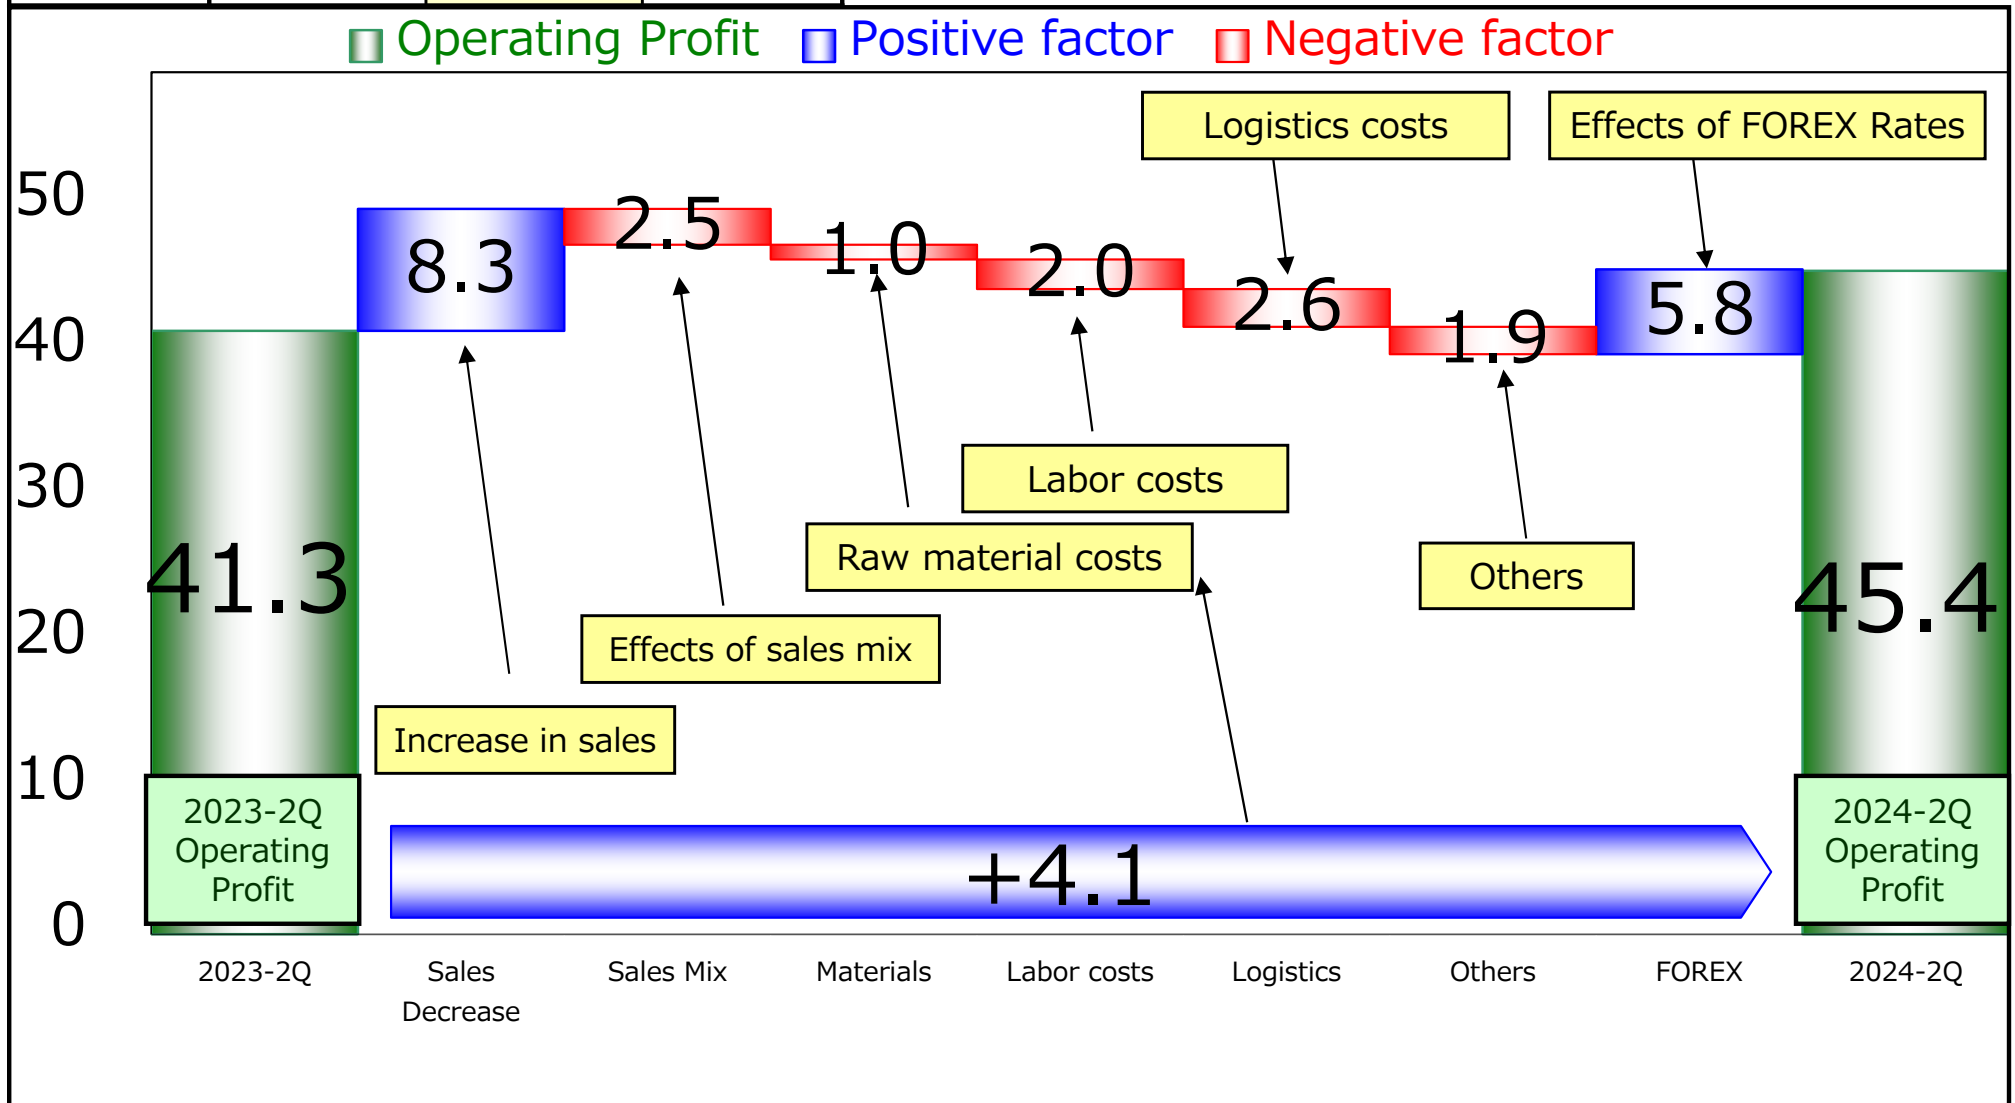 Operating Profit Positive factor Negative factor
Logistics costs
Effects of FOREX Rates
50
40
30
20
10
0
41.3
8.3
2.5
1.0
2.0
2.6
1.9
5.8
45.4
Labor costs
Raw material costs
Others
Effects of sales mix
Increase in sales
2023-2Q
Operating
Profit
+4.1
2024-2Q
Operating
Profit
2023-2Q
Sales
Decrease
Sales Mix
Materials
Labor costs
Logistics
Others
FOREX
2024-2Q